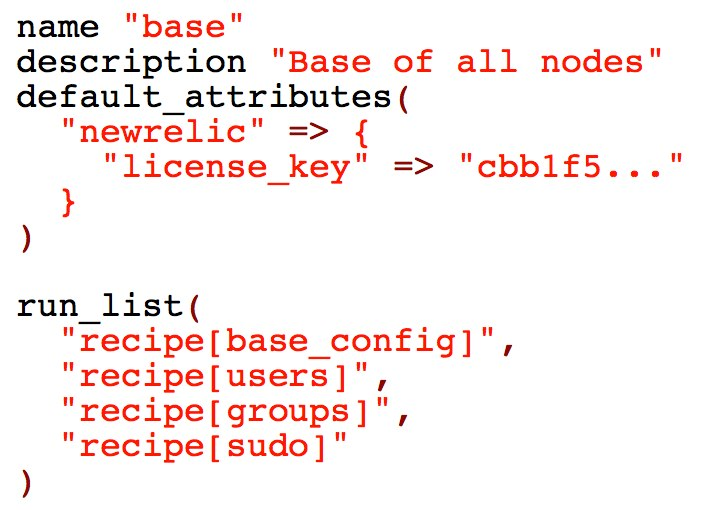 name "base"
description "Base of all nodes"
default_attributes(
  "newrelic" => {
    "license_key" => "cbb1f5..."
  }
)

run_list(
  "recipe[base_config]",
  "recipe[users]",
  "recipe[groups]",
  "recipe[sudo]"
)